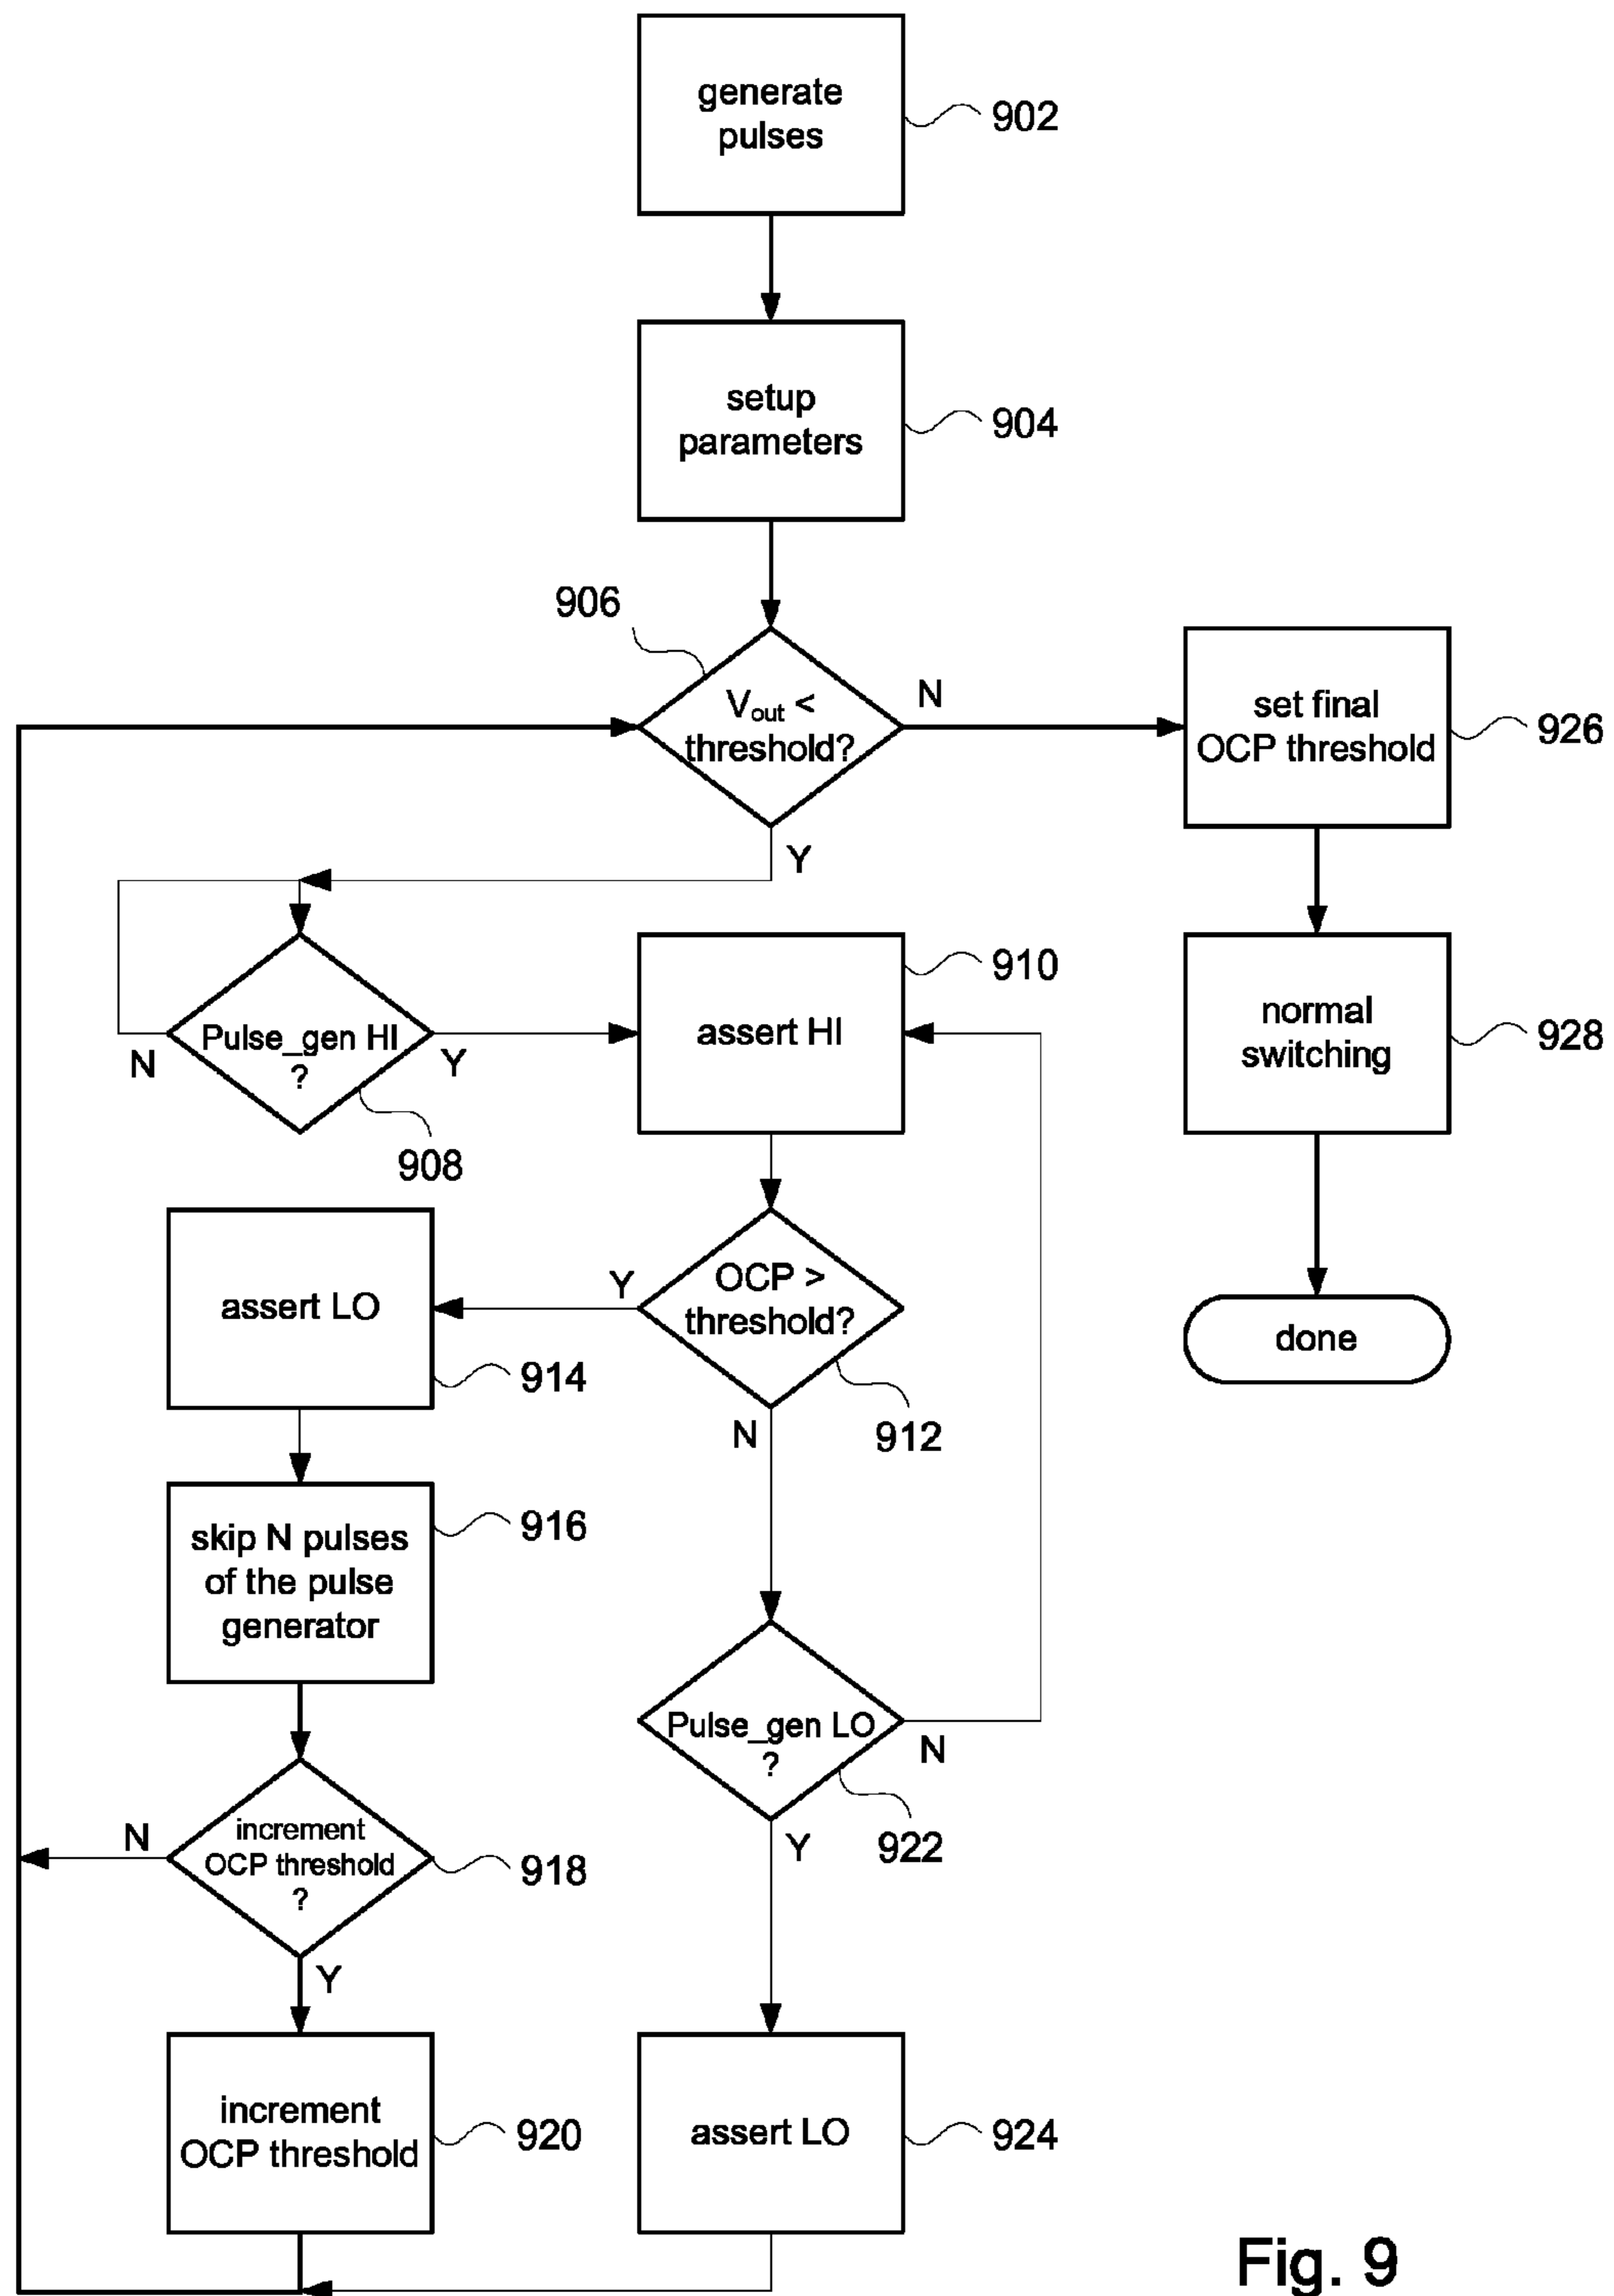 generate
pulses
902
setup
parameters
904
906
Vout <
threshold?
N
Y
set final
OCP threshold
926
Pulse_gen HI
?
N
Y
908
assert HI
910
normal
switching
928
assert LO
914
OCP >
threshold?
Y
N
912
done
skip N pulses
of the pulse
generator
916
Pulse_gen LO
?
N
Y
922
increment
OCP threshold
?
N
Y
918
increment
OCP threshold
920
assert LO
924
Fig. 9